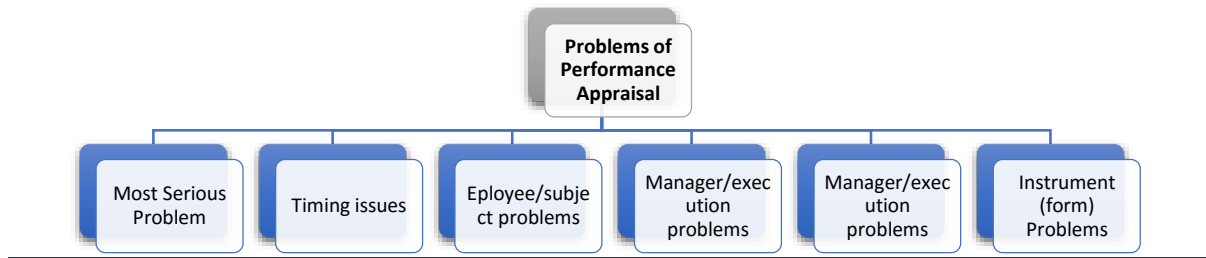 Problems of
Performance
Appraisal
Most Serious
Problem
Timing issues
Eployee/subje
ct problems
Manager/exec
ution
problems
Manager/exec
ution
problems
Instrument
(form)
Problems